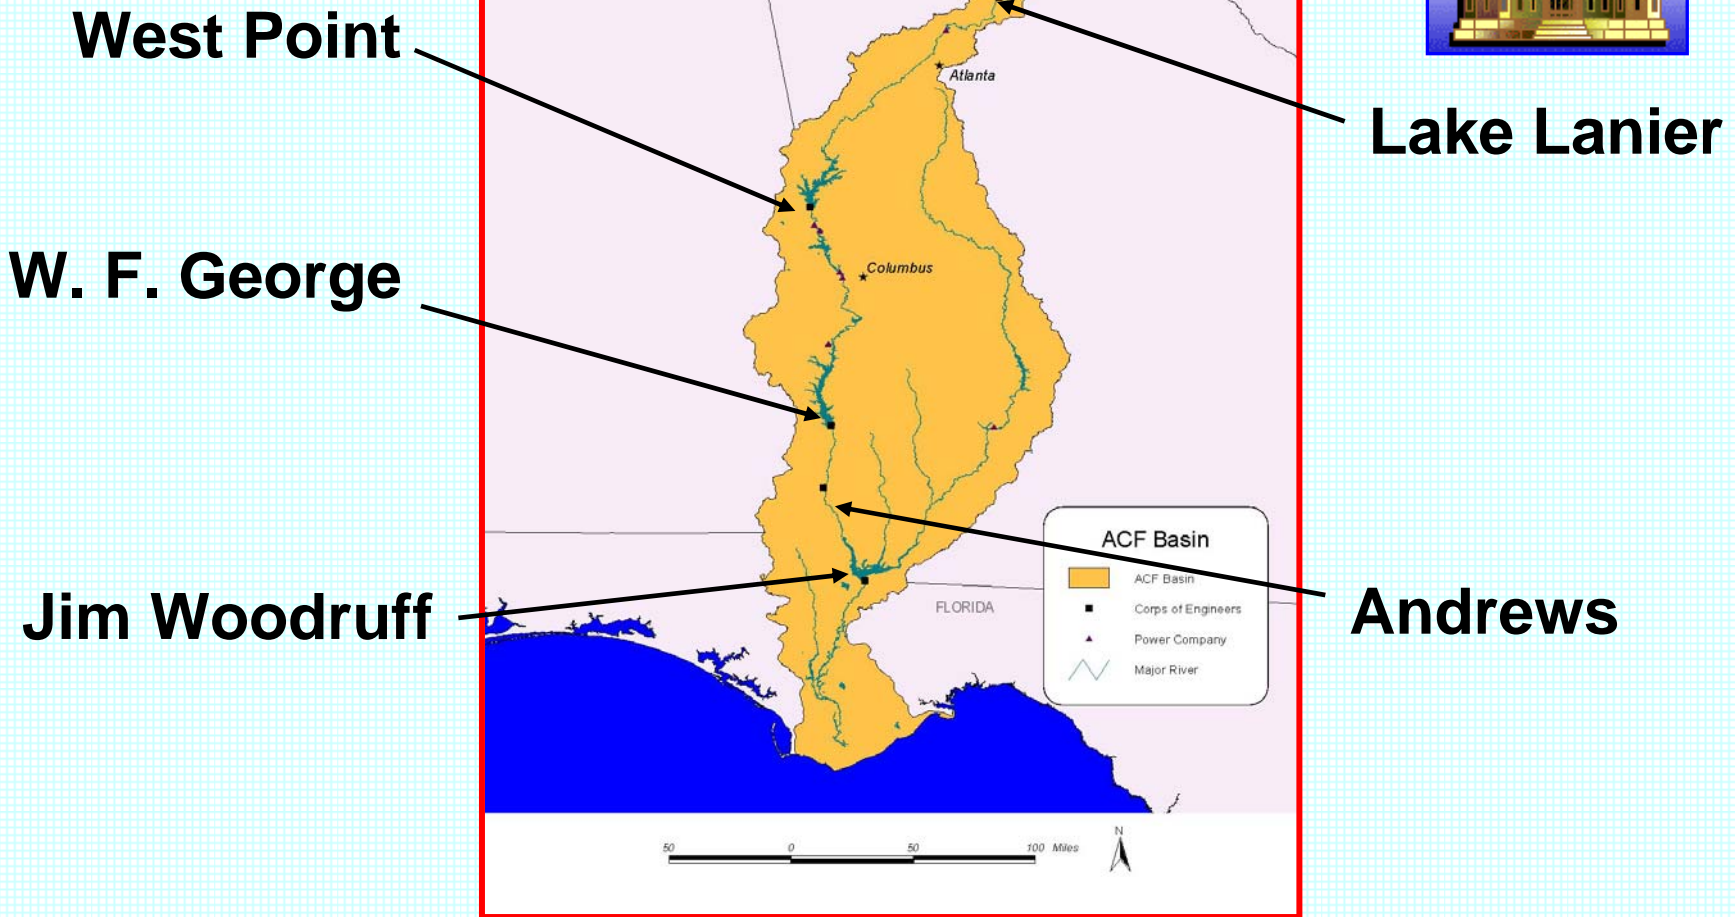 West Point
Atlanta
Lake Lanier
W. F. George
Columbus
ACF Basin
ACF Basin
Corps of Engineers
Power Company
Major River
FLORIDA
Jim Woodruff
Andrews
50 0 50 100 Miles
N